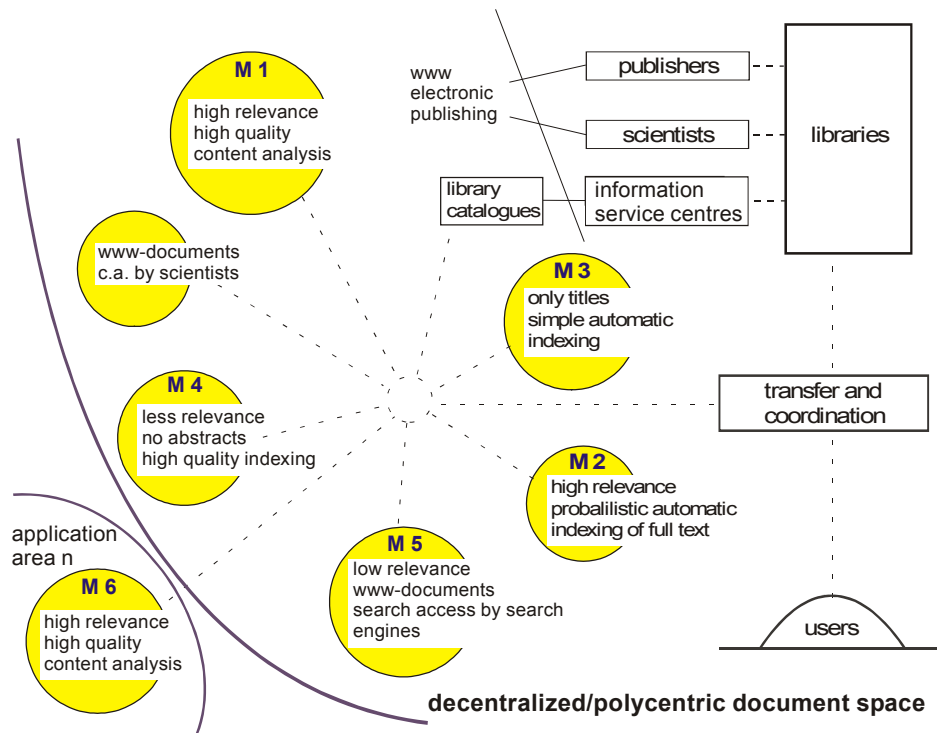 M 1
high relevance
high quality
content analysis
www
electronic
publishing
publishers
scientists
libraries
library
catalogues
information
service centres
www-documents
c.a. by scientists
M 3
only titles
simple automatic
indexing
M 4
less relevance
no abstracts
high quality indexing
transfer and
coordination
M 2
high relevance
probalilistic automatic
indexing of full text
application
area n
M 5
low relevance
www-documents
search access by search
engines
M 6
high relevance
high quality
content analysis
users
decentralized/polycentric document space